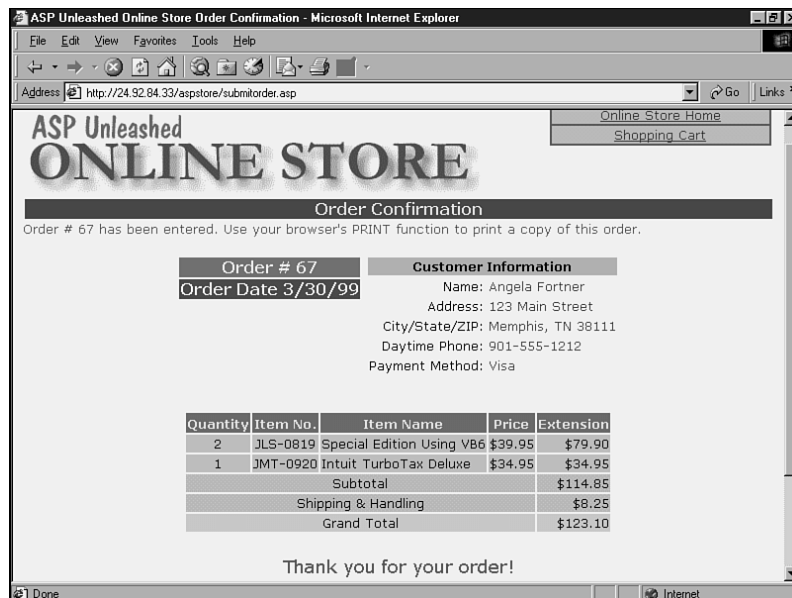 ASP Unleashed Online Store Order Confirmation - Microsoft Internet Explorer
File Edit View Favorites Tools Help
Address http://24.92.84.33/aspstore/submitorder.asp Go Links
Online Store Home
Shopping Cart
ASP Unleashed
ONLINE STORE
Order Confirmation
Order # 67 has been entered. Use your browser's PRINT function to print a copy of this order.
Order # 67
Order Date 3/30/99
Customer Information
Name: Angela Fortner
Address: 123 Main Street
City/State/ZIP: Memphis, TN 38111
Daytime Phone: 901-555-1212
Payment Method: Visa
Quantity Item No. Item Name Price Extension
2 JLS-0819 Special Edition Using VB6 $39.95 $79.90
1 JMT-0920 Intuit TurboTax Deluxe $34.95 $34.95
Subtotal $114.85
Shipping & Handling $8.25
Grand Total $123.10
Thank you for your order!
Done Internet